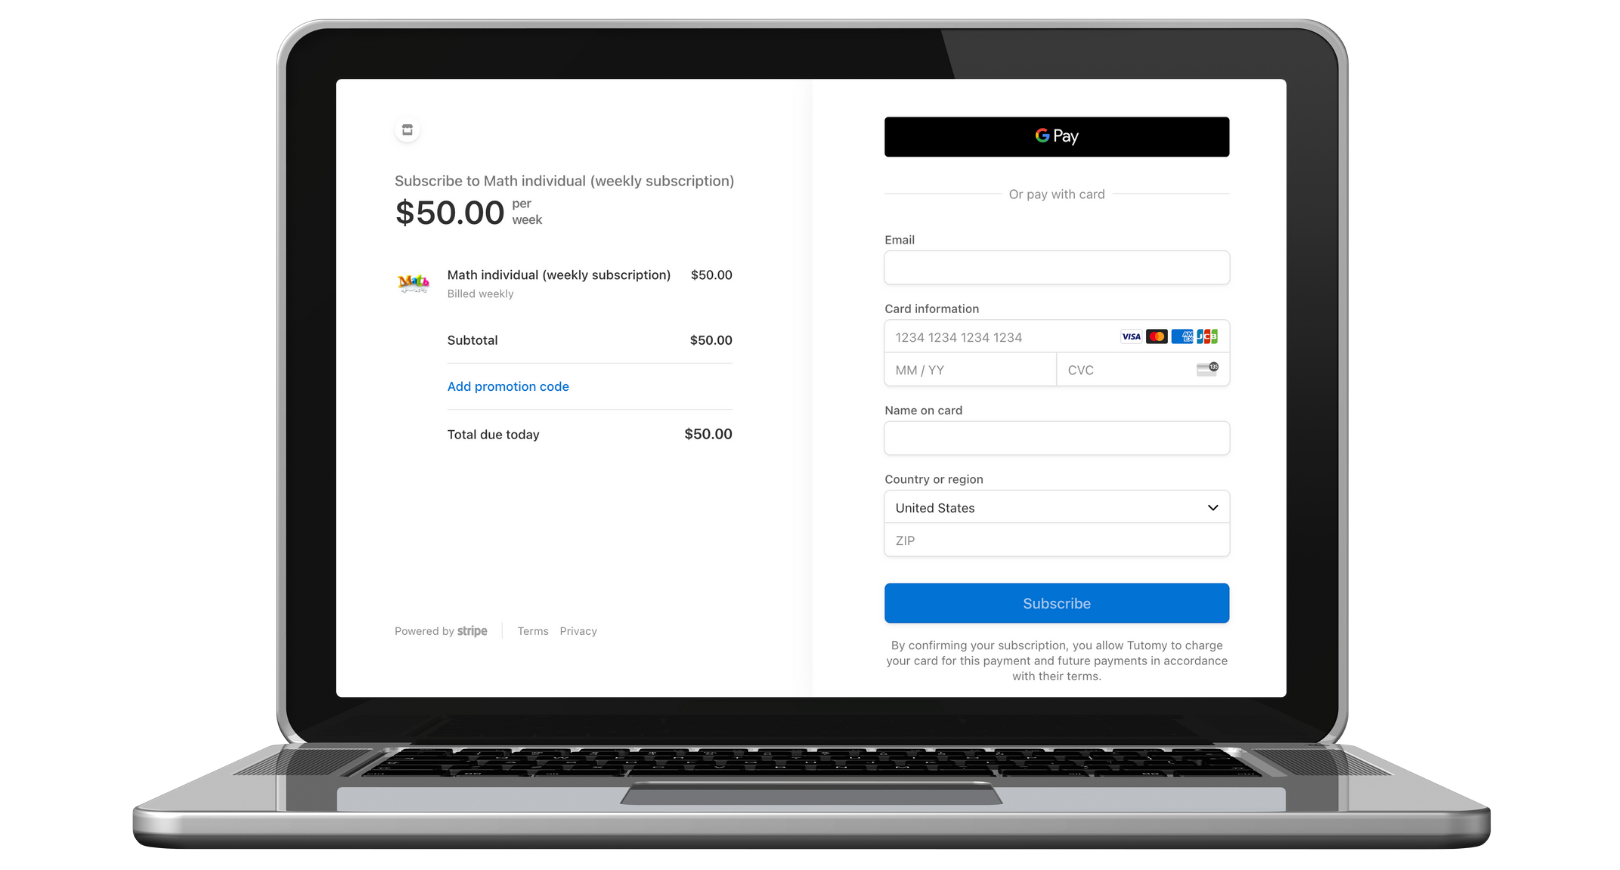 Subscribe to Math individual (weekly subscription)
$50.00 per
week
Math
Math individual (weekly subscription) $50.00
Billed weekly
Subtotal $50.00
Add promotion code
Total due today $50.00
Powered by stripe Terms Privacy
G Pay
Or pay with card
Email
Card information
1234 1234 1234 1234 VISA
MM / YY CVC
Name on card
Country or region
United States
ZIP
Subscribe
By confirming your subscription, you allow Tutomy to charge
your card for this payment and future payments in accordance
with their terms.